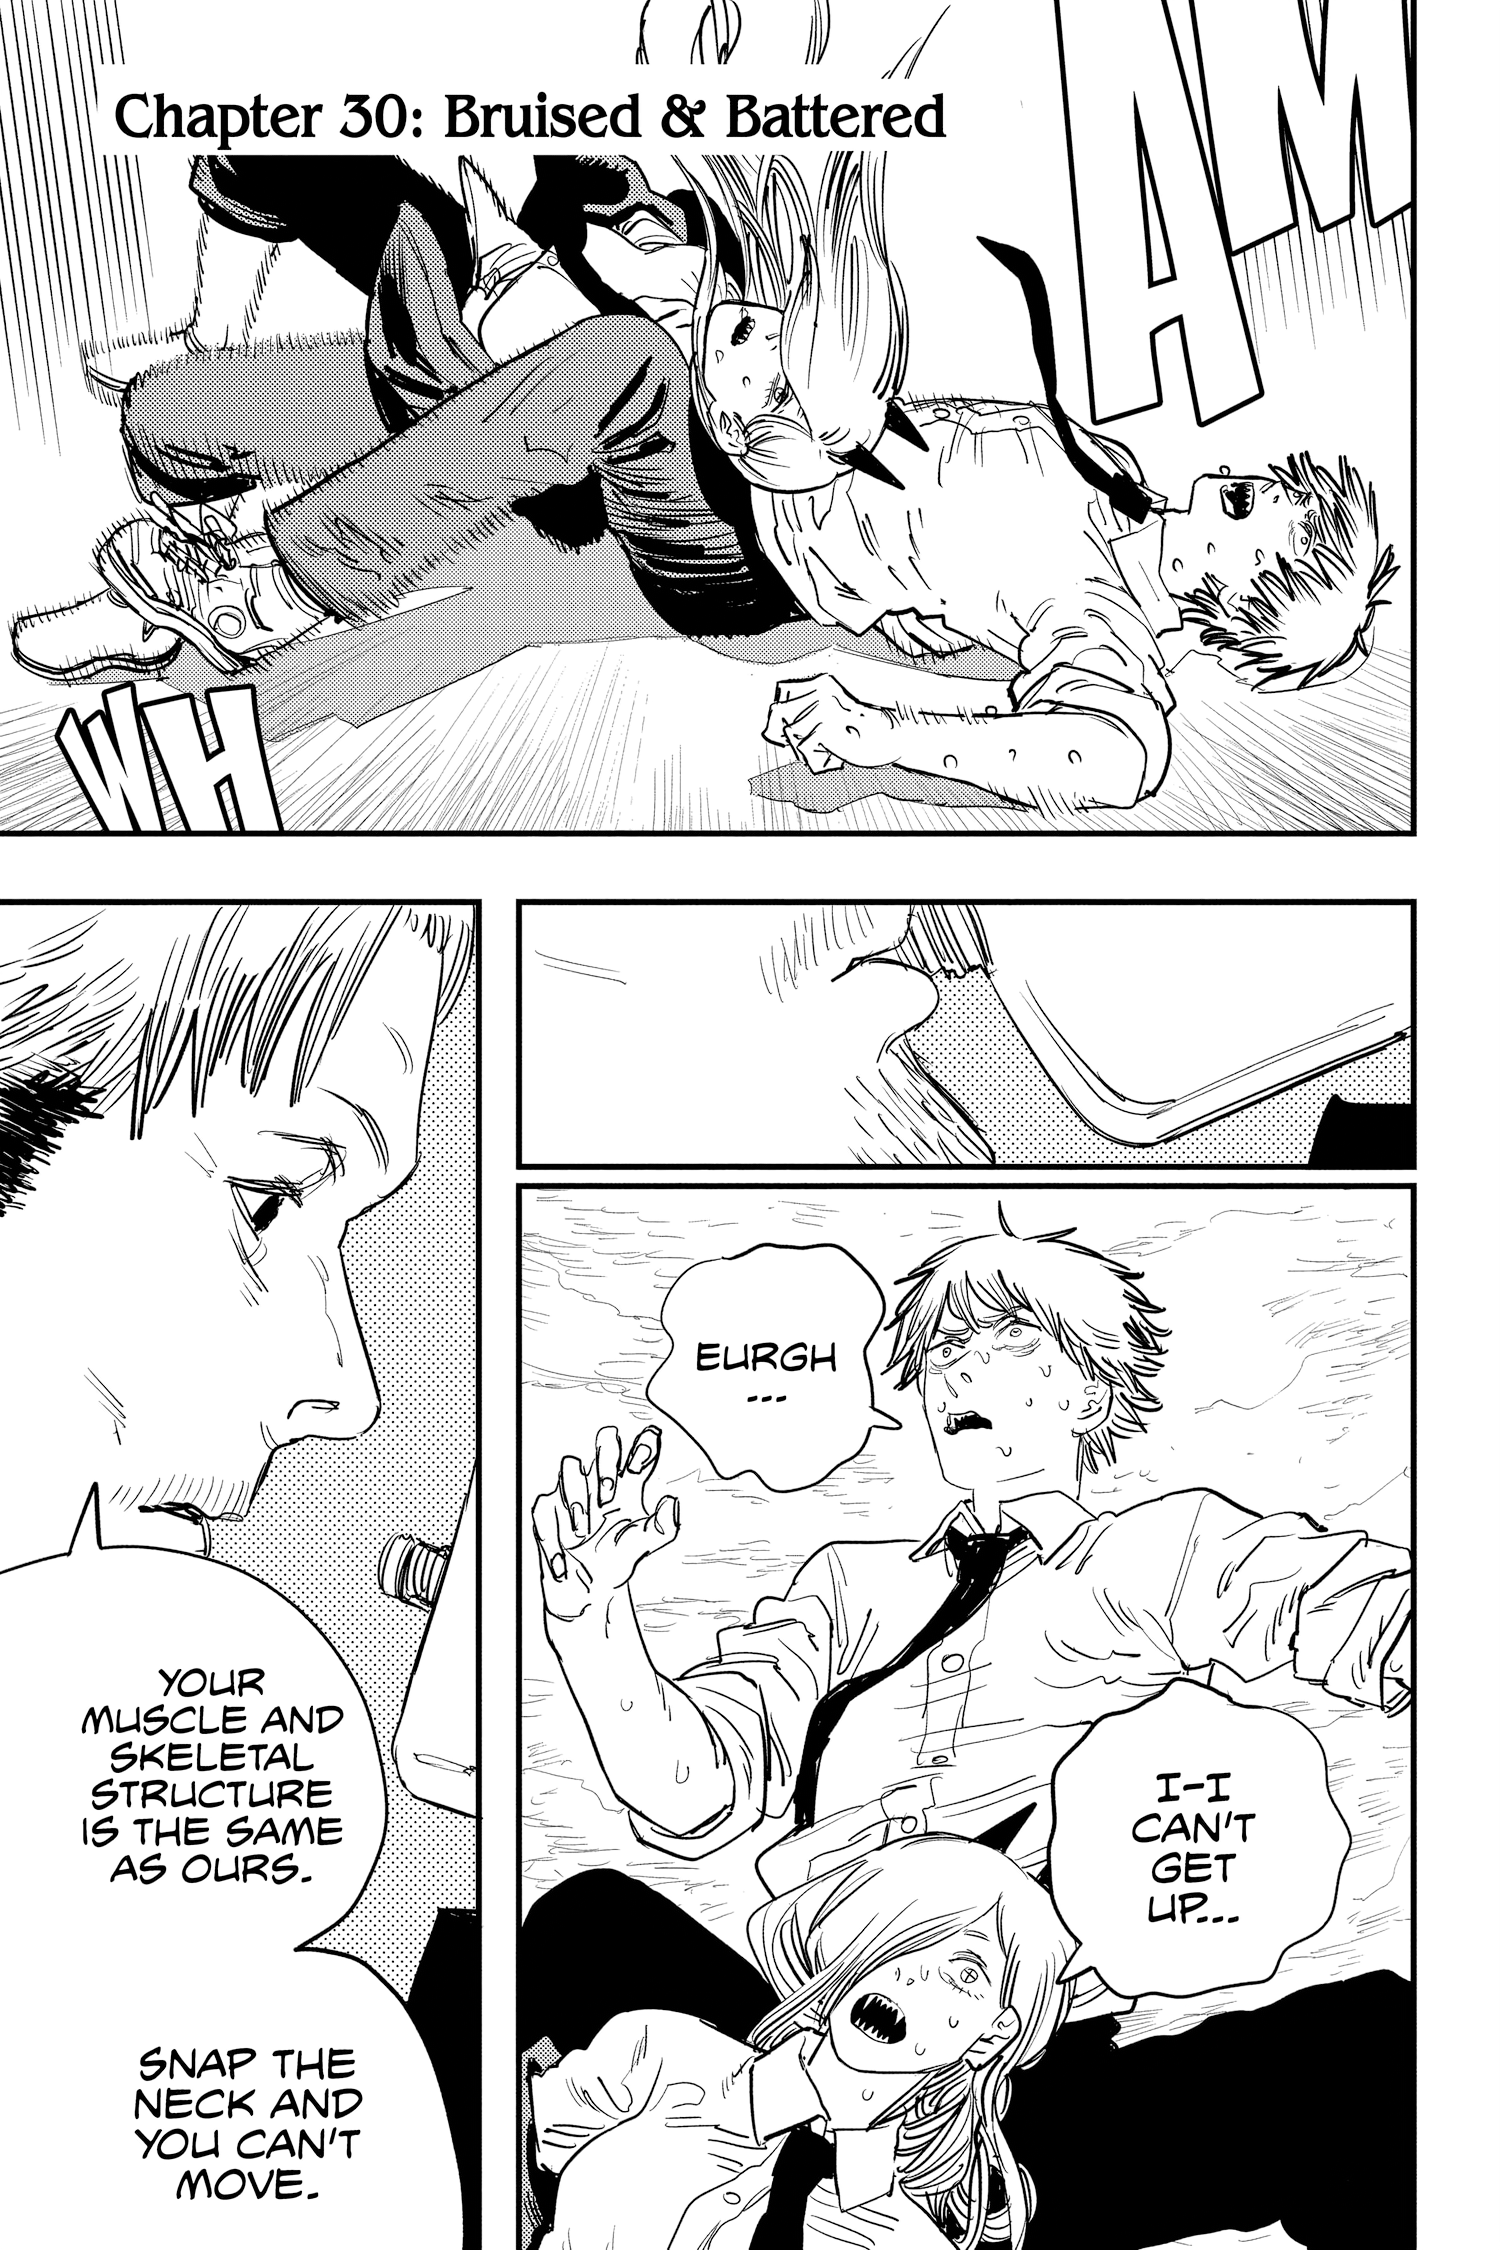 Chapter 30: Bruised & Battered
WH
AM
EURGH
...
I-I
CAN'T
GET
UP...
YOUR
MUSCLE AND
SKELETAL
STRUCTURE
IS THE SAME
AS OURS.
SNAP THE
NECK AND
YOU CAN'T
MOVE.